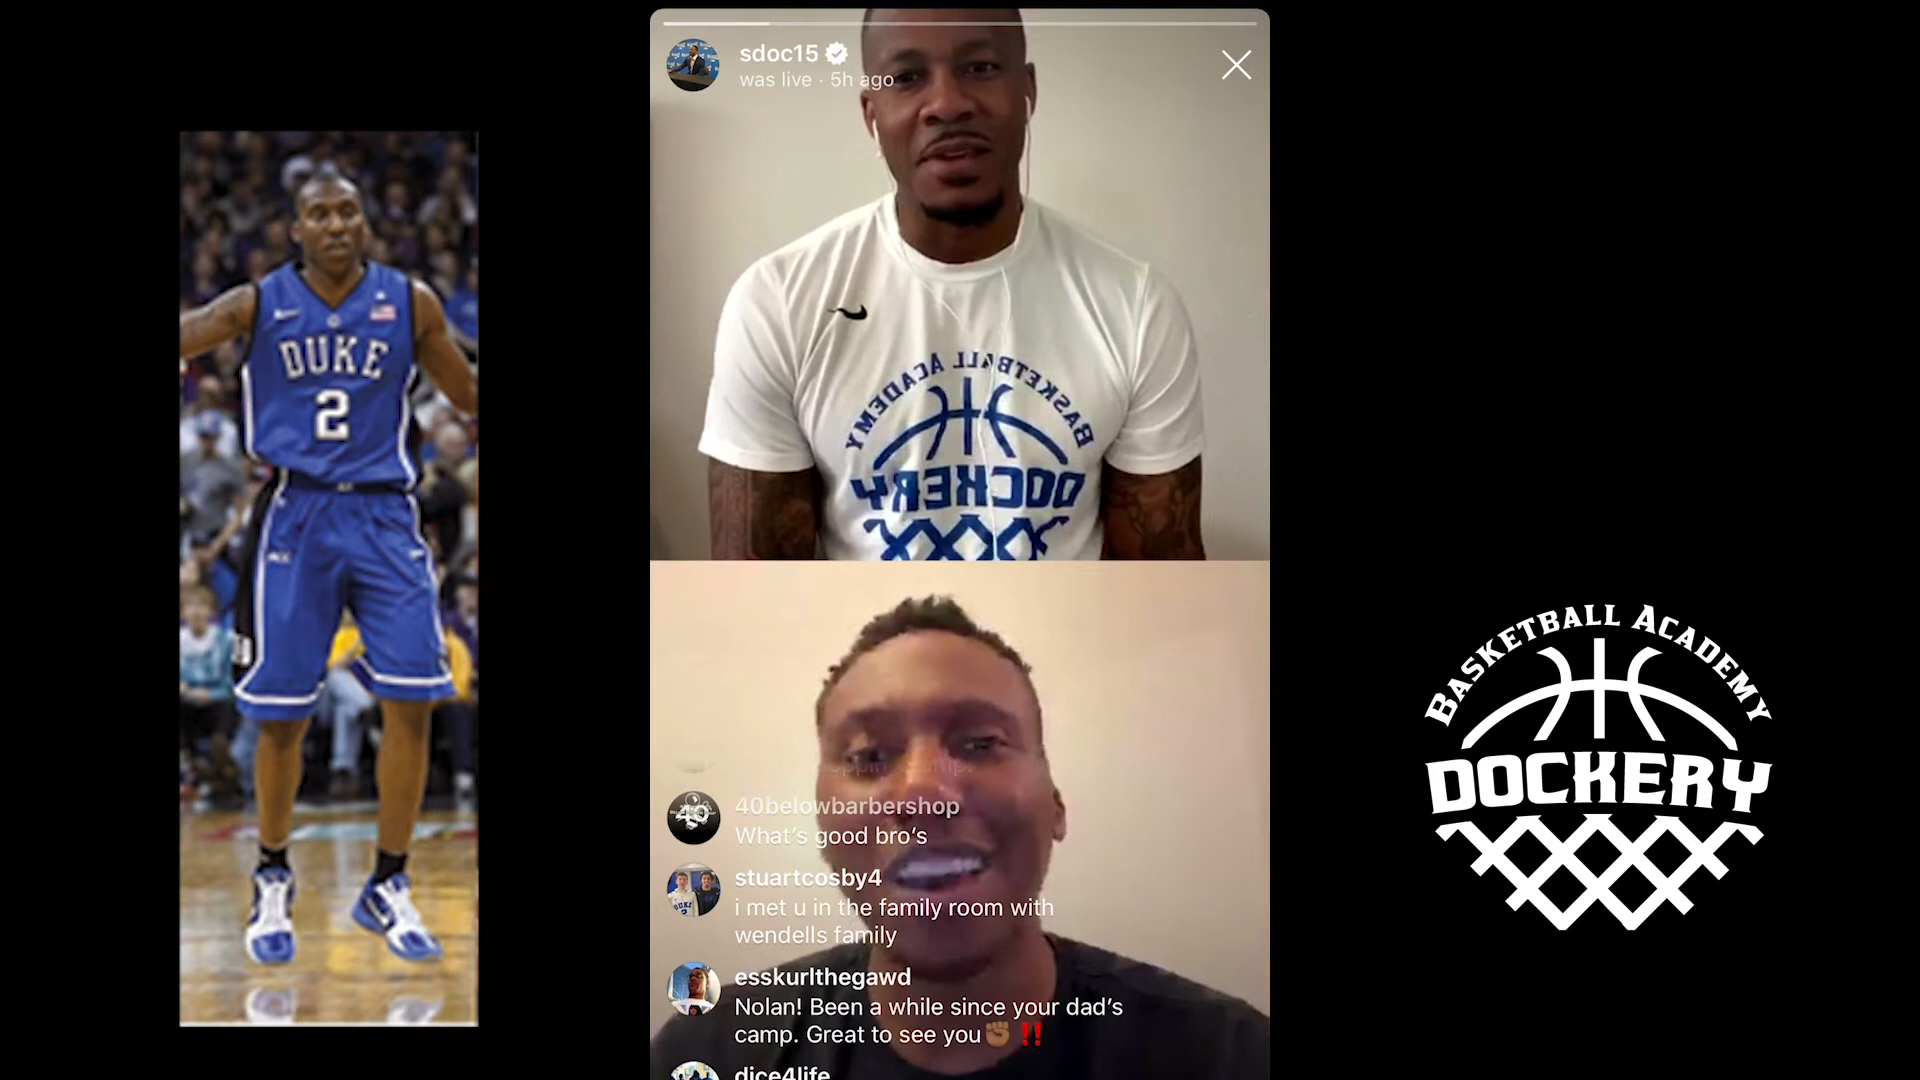 sdoc15
was live · 5h ago
DUKE
2
BASKETBALL ACADEMY
DOCKERY
40belowbarbershop
What's good bro's
stuartcosby4
i met u in the family room with
wendells family
esskurlthegawd
Nolan! Been a while since your dad's
camp. Great to see you✊🏾 ‼️
dice4life
BASKETBALL ACADEMY
DOCKERY